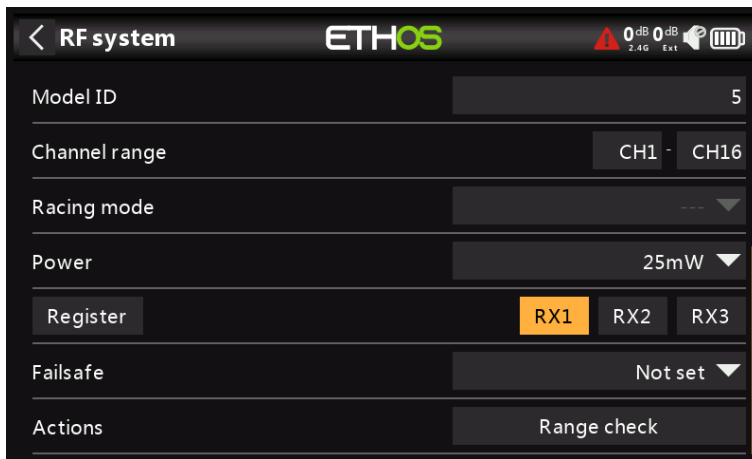 RF system ETHOS 0dB 2.4G 0dB Ext
Model ID 5
Channel range CH1 - CH16
Racing mode ---
Power 25mW
Register RX1 RX2 RX3
Failsafe Not set
Actions Range check